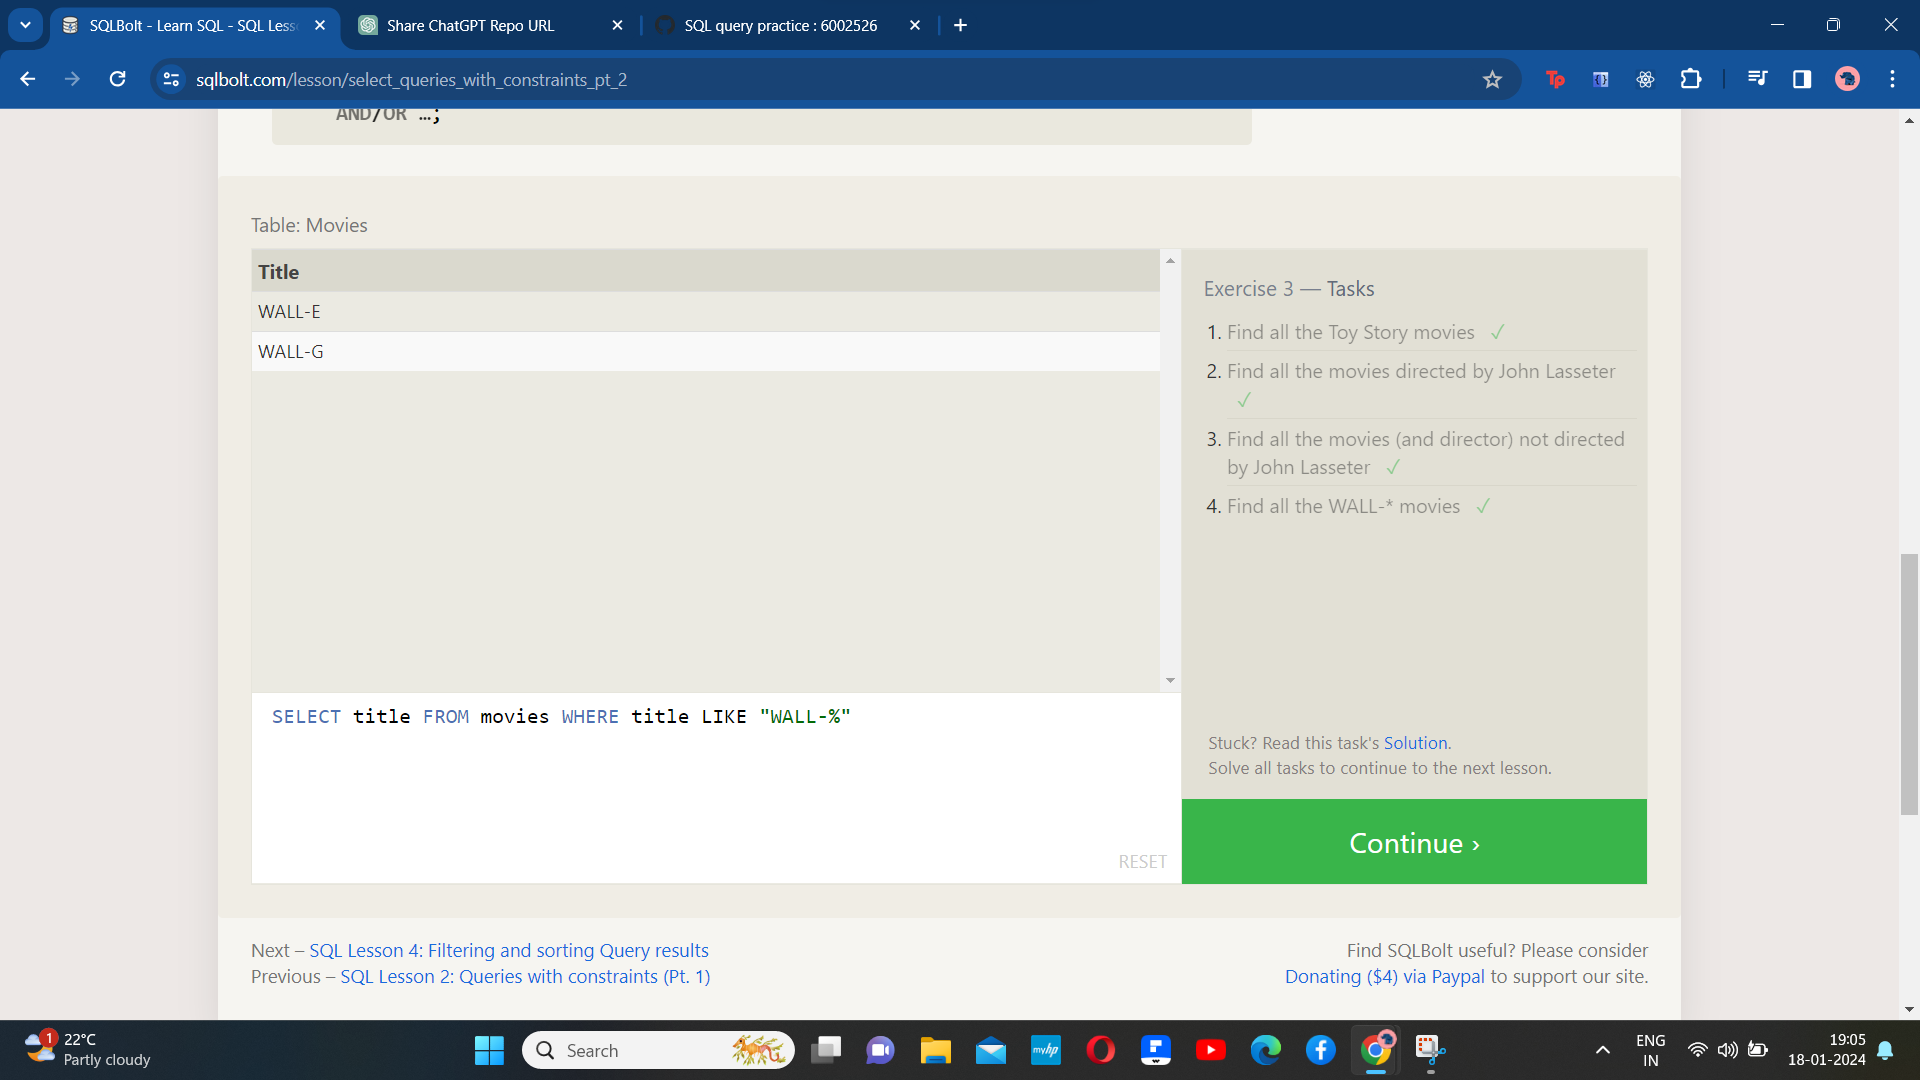 SQLBolt - Learn SQL - SQL Less
Share ChatGPT Repo URL
SQL query practice : 6002526
sqlbolt.com/lesson/select_queries_with_constraints_pt_2
AND/OR …;
Table: Movies
Title
WALL-E
WALL-G
SELECT title FROM movies WHERE title LIKE "WALL-%"
RESET
Exercise 3 — Tasks
1. Find all the Toy Story movies ✓
2. Find all the movies directed by John Lasseter
✓
3. Find all the movies (and director) not directed
by John Lasseter ✓
4. Find all the WALL-* movies ✓
Stuck? Read this task's Solution.
Solve all tasks to continue to the next lesson.
Continue ›
Next – SQL Lesson 4: Filtering and sorting Query results
Previous – SQL Lesson 2: Queries with constraints (Pt. 1)
Find SQLBolt useful? Please consider
Donating ($4) via Paypal to support our site.
1
22°C
Partly cloudy
Search
myhp
ENG
IN
19:05
18-01-2024